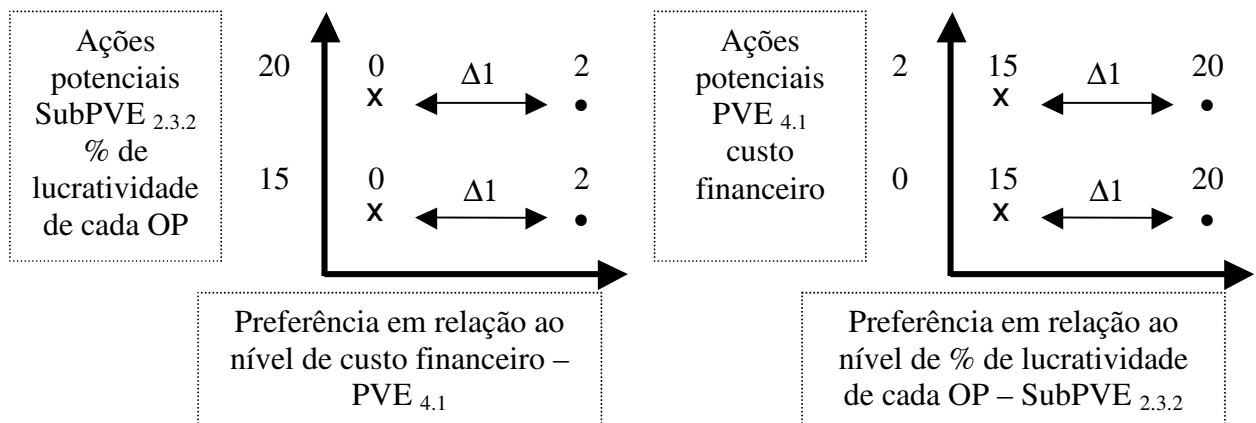 Ações
potenciais
SubPVE 2.3.2
% de
lucratividade
de cada OP
20
0
Δ1
2
x
•
15
0
Δ1
2
x
•
Preferência em relação ao
nível de custo financeiro –
PVE 4.1
Ações
potenciais
PVE 4.1
custo
financeiro
2
15
Δ1
20
x
•
0
15
Δ1
20
x
•
Preferência em relação ao
nível de % de lucratividade
de cada OP – SubPVE 2.3.2